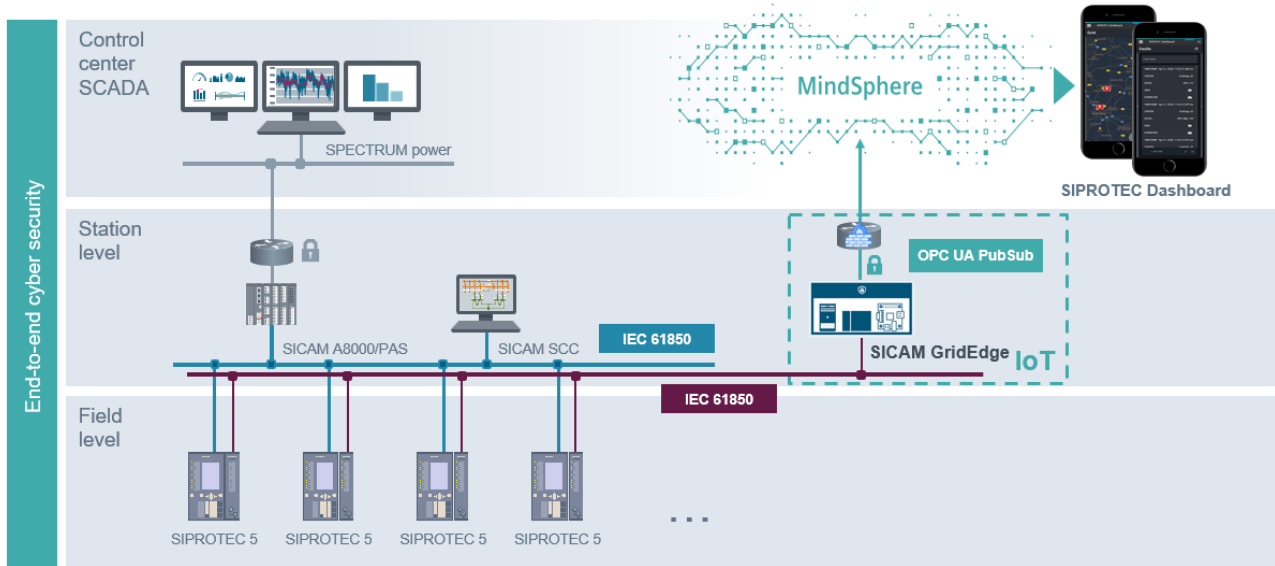 End-to-end cyber security
Control
center
SCADA
SPECTRUM power
MindSphere
SIPROTEC Dashboard
Station
level
OPC UA PubSub
SICAM A8000/PAS
SICAM SCC
IEC 61850
SICAM GridEdge
IoT
IEC 61850
Field
level
SIPROTEC 5
SIPROTEC 5
SIPROTEC 5
SIPROTEC 5
...